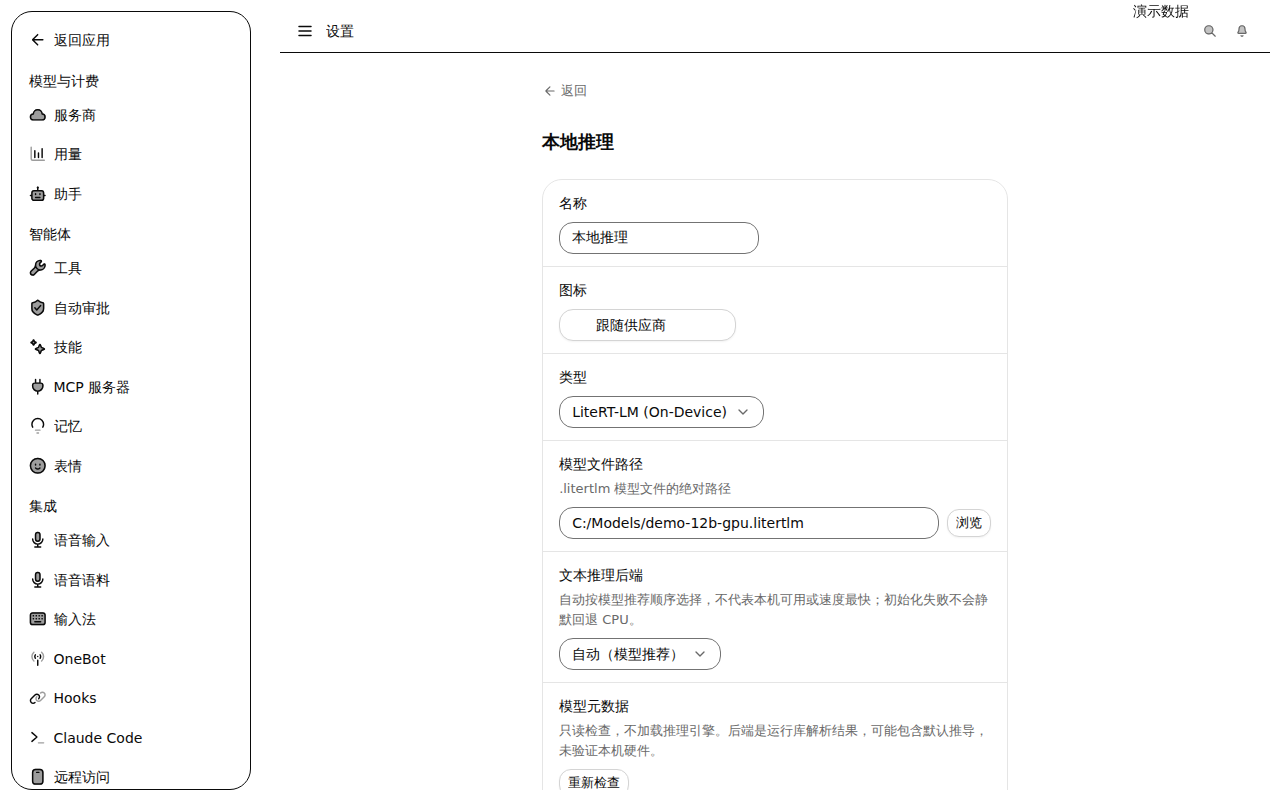 返回应用
模型与计费
服务商
用量
助手
智能体
工具
自动审批
技能
MCP 服务器
记忆
表情
集成
语音输入
语音语料
输入法
OneBot
Hooks
Claude Code
远程访问
设置
演示数据
返回
本地推理
名称
本地推理
图标
跟随供应商
类型
LiteRT-LM (On-Device)
模型文件路径
.litertlm 模型文件的绝对路径
C:/Models/demo-12b-gpu.litertlm
浏览
文本推理后端
自动按模型推荐顺序选择，不代表本机可用或速度最快；初始化失败不会静
默回退 CPU。
自动（模型推荐）
模型元数据
只读检查，不加载推理引擎。后端是运行库解析结果，可能包含默认推导，
未验证本机硬件。
重新检查